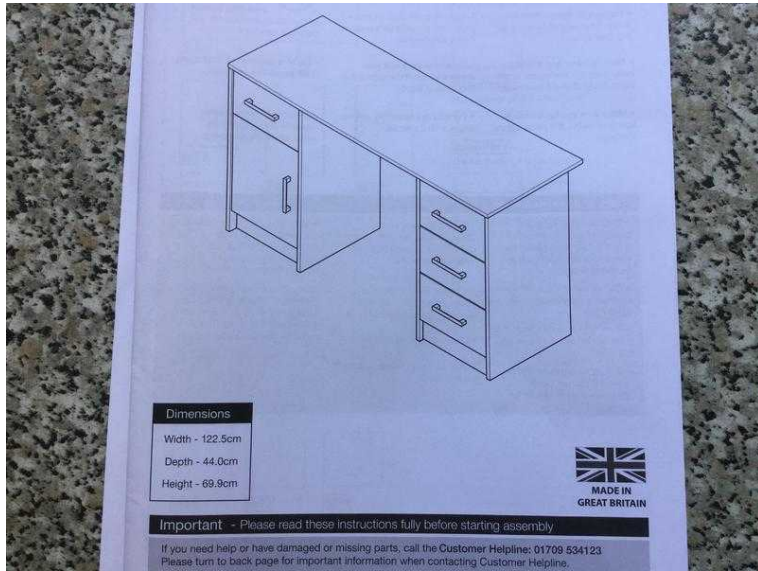 Dimensions
Width - 122.5cm
Depth - 44.0cm
Height - 69.9cm
MADE IN
GREAT BRITAIN
Important - Please read these instructions fully before starting assembly
If you need help or have damaged or missing parts, call the Customer Helpline: 01709 534123
Please turn to back page for important information when contacting Customer Helpline.